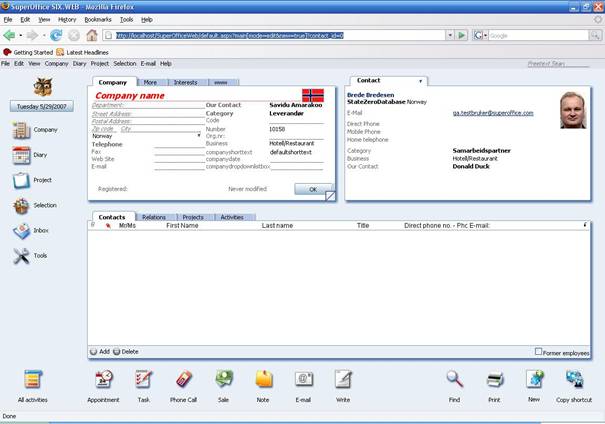 SuperOffice SIX.WEB - Mozilla Firefox
File Edit View History Bookmarks Tools Help
http://localhost/SuperOfficeWeb/default.aspx?main[mode=edit&new=true]?contact_id=0
Google
Getting Started Latest Headlines
File Edit View Company Diary Project Selection E-mail Help
Freetext Search
Tuesday 5/29/2007
Company
Diary
Project
Selection
Inbox
Tools
Company More Interests www
Company name
Department:
Street Address:
Postal Address:
Zip code City
Norway
Telephone
Fax
Web Site
E-mail
Our Contact Savidu Amarakoo
Category Leverandør
Code
Number 10158
Org.nr:
Business Hotel/Restaurant
companyshorttext defaultshorttext
companydate
companydropdownlistbox
Registered: Never modified OK
Contact
Brede Bredesen
StateZeroDatabase Norway
E-Mail ga.testbruker@superoffice.com
Direct Phone
Mobile Phone
Home telephone
Category Samarbeidspartner
Business Hotel/Restaurant
Our Contact Donald Duck
Contacts Relations Projects Activities
Mr/Ms First Name Last name Title Direct phone no. - Phc E-mail:
Add Delete Former employees
All activities Appointment Task Phone Call Sale Note E-mail Write Find Print New Copy shortcut
Done